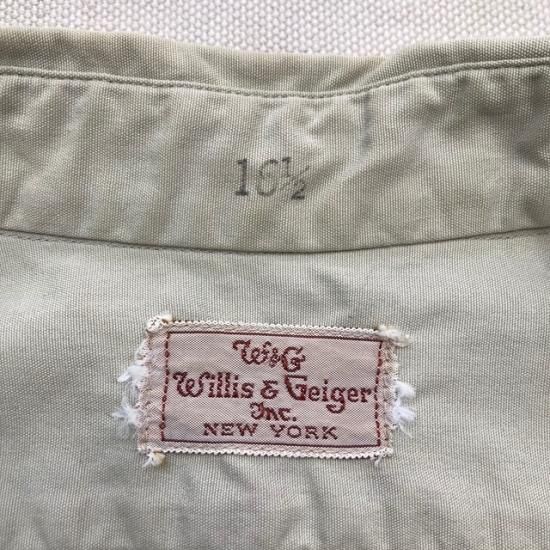 16½
W&G
Willis & Geiger
Inc.
NEW YORK